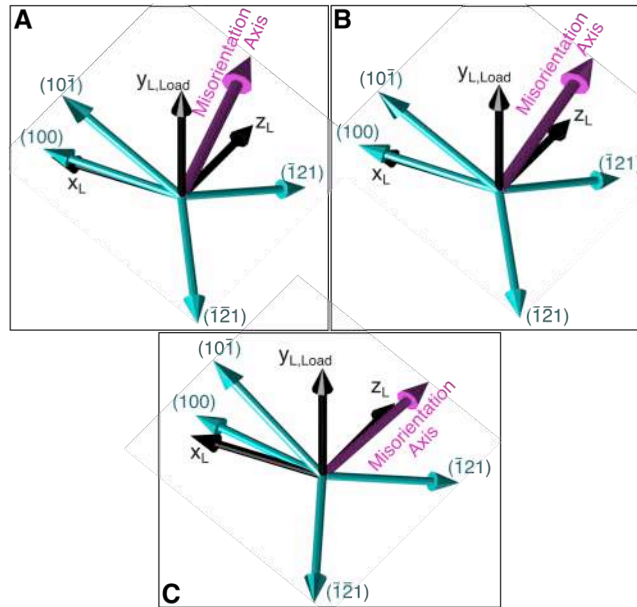 A
Misorientation
Axis
(101̄)
y_L,Load
z_L
(100)
x_L
(1̄21)
(1̄2̄1)
B
Misorientation
Axis
(101̄)
y_L,Load
z_L
(100)
x_L
(1̄21)
(1̄2̄1)
(101̄)
y_L,Load
z_L
(100)
x_L
Misorientation
Axis
(1̄21)
(1̄2̄1)
C